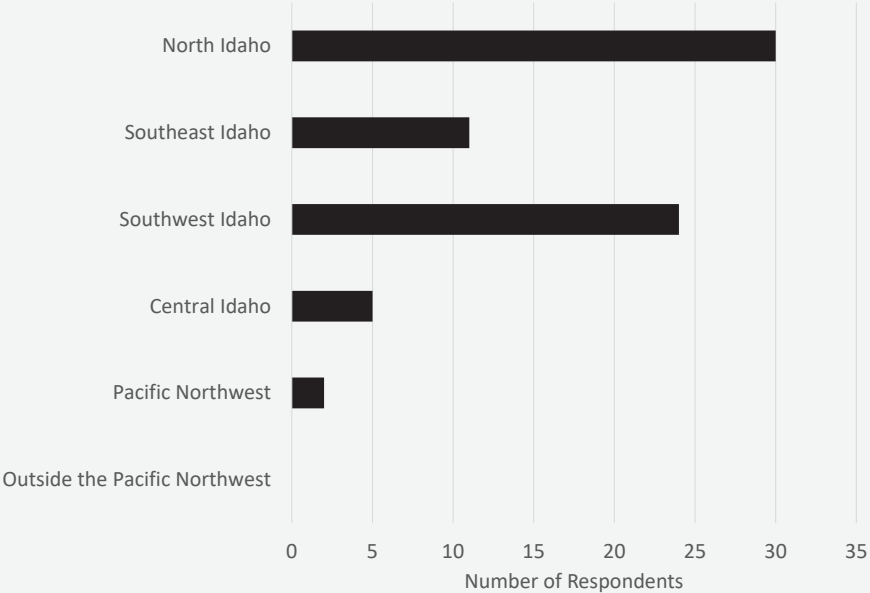 North Idaho
Southeast Idaho
Southwest Idaho
Central Idaho
Pacific Northwest
Outside the Pacific Northwest
0 5 10 15 20 25 30 35
Number of Respondents